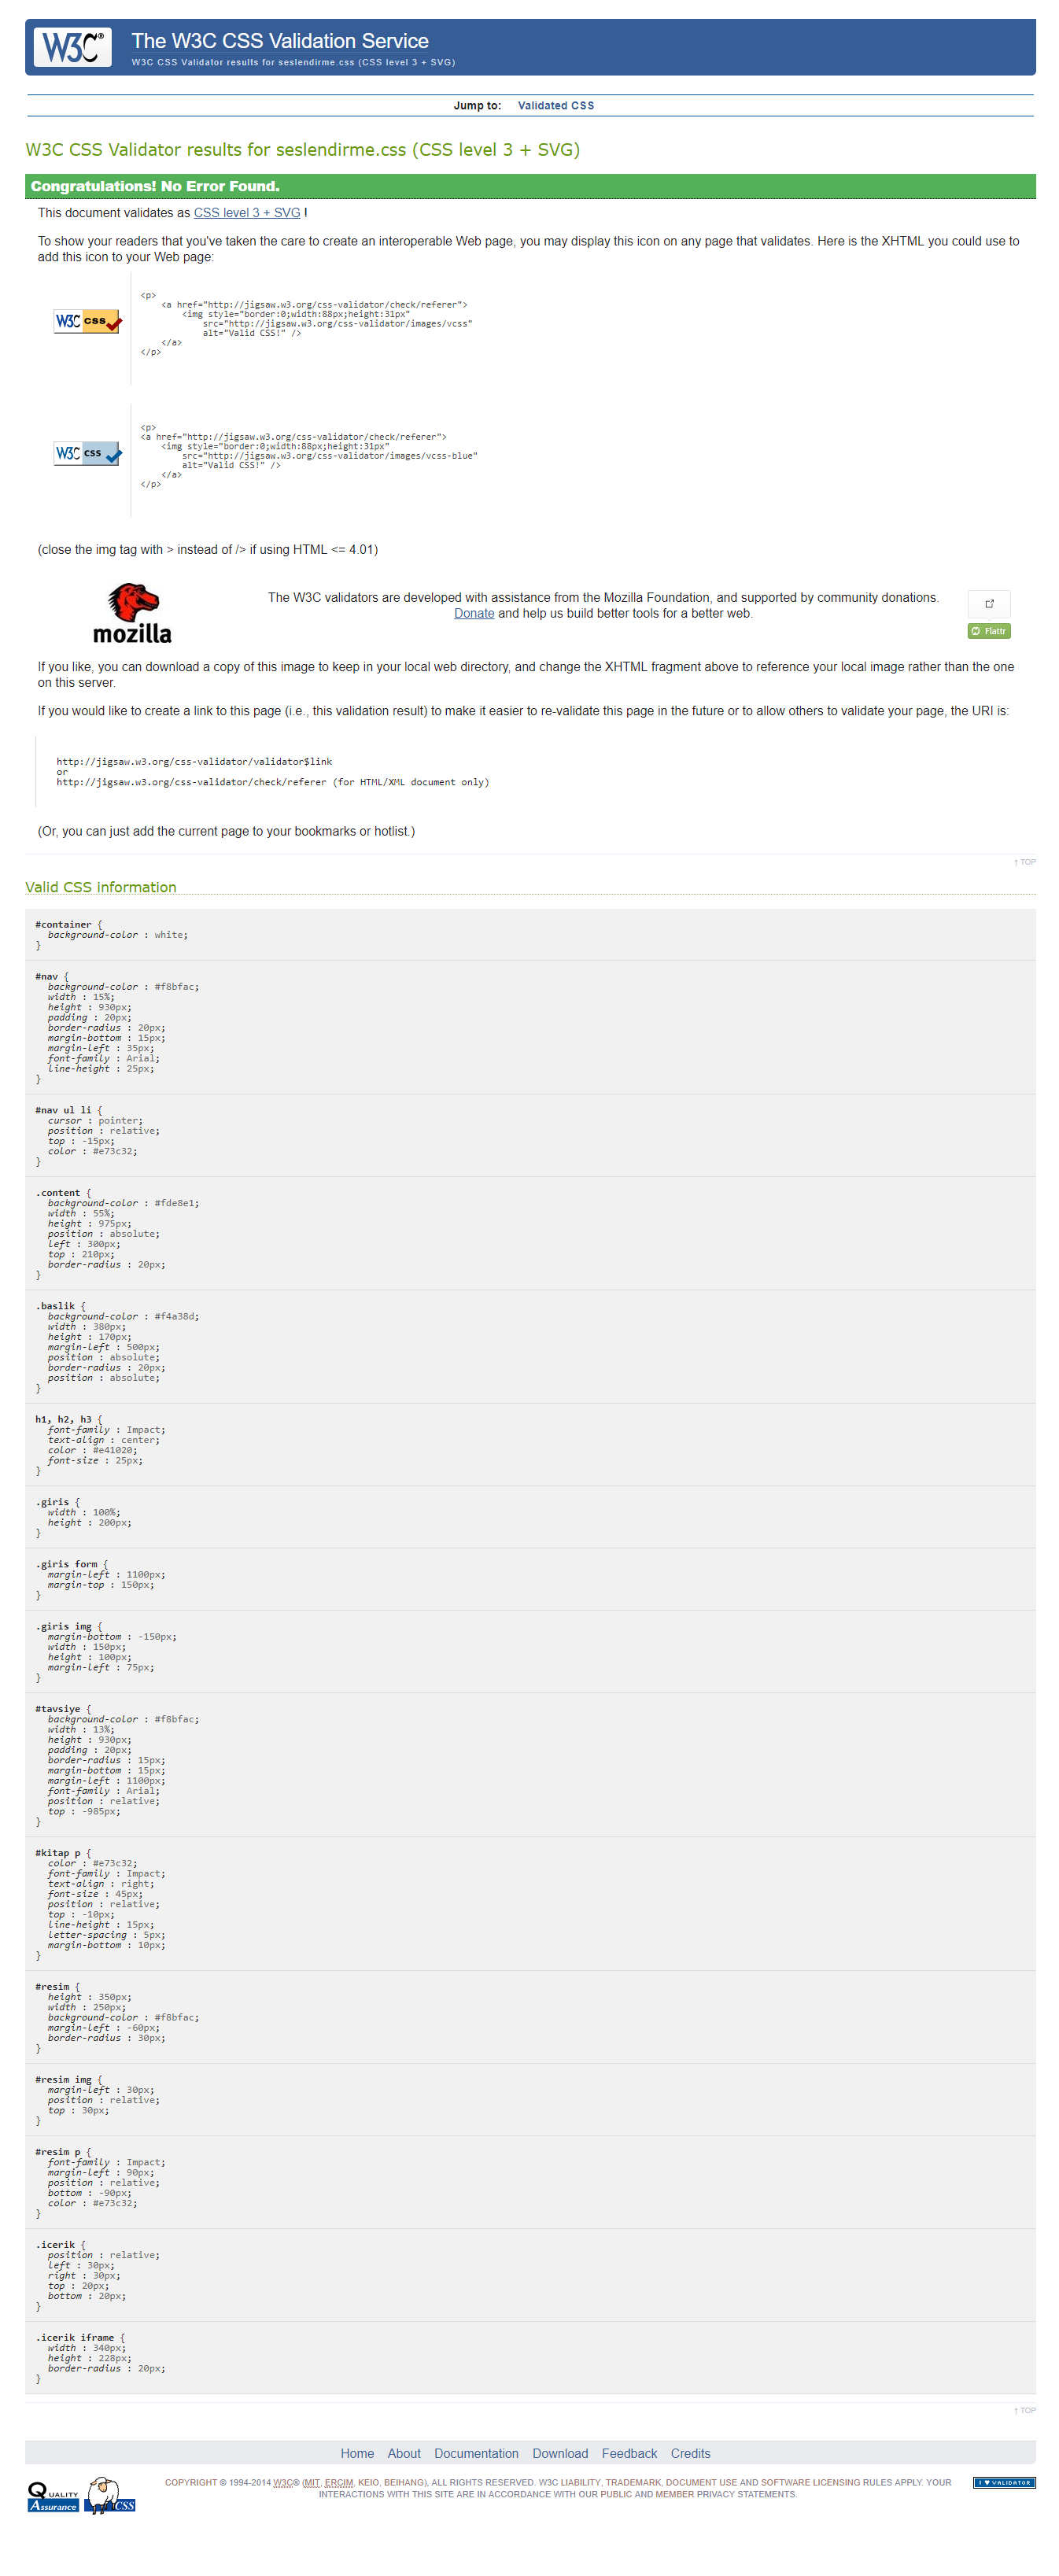 W3C®
The W3C CSS Validation Service
W3C CSS Validator results for seslendirme.css (CSS level 3 + SVG)
Jump to: Validated CSS
W3C CSS Validator results for seslendirme.css (CSS level 3 + SVG)
Congratulations! No Error Found.
This document validates as CSS level 3 + SVG !
To show your readers that you've taken the care to create an interoperable Web page, you may display this icon on any page that validates. Here is the XHTML you could use to
add this icon to your Web page:
W3C css
<p>
<a href="http://jigsaw.w3.org/css-validator/check/referer">
<img style="border:0;width:88px;height:31px"
src="http://jigsaw.w3.org/css-validator/images/vcss"
alt="Valid CSS!" />
</a>
</p>
W3C css
<p>
<a href="http://jigsaw.w3.org/css-validator/check/referer">
<img style="border:0;width:88px;height:31px"
src="http://jigsaw.w3.org/css-validator/images/vcss-blue"
alt="Valid CSS!" />
</a>
</p>
(close the img tag with > instead of /> if using HTML <= 4.01)
mozilla
The W3C validators are developed with assistance from the Mozilla Foundation, and supported by community donations.
Donate and help us build better tools for a better web.
Flattr
If you like, you can download a copy of this image to keep in your local web directory, and change the XHTML fragment above to reference your local image rather than the one
on this server.
If you would like to create a link to this page (i.e., this validation result) to make it easier to re-validate this page in the future or to allow others to validate your page, the URI is:
http://jigsaw.w3.org/css-validator/validator$link
or
http://jigsaw.w3.org/css-validator/check/referer (for HTML/XML document only)
(Or, you can just add the current page to your bookmarks or hotlist.)
↑ TOP
Valid CSS information
#container {
background-color : white;
}
#nav {
background-color : #f8bfac;
width : 15%;
height : 930px;
padding : 20px;
border-radius : 20px;
margin-bottom : 15px;
margin-left : 35px;
font-family : Arial;
line-height : 25px;
}
#nav ul li {
cursor : pointer;
position : relative;
top : -15px;
color : #e73c32;
}
.content {
background-color : #fde8e1;
width : 55%;
height : 975px;
position : absolute;
left : 300px;
top : 210px;
border-radius : 20px;
}
.baslik {
background-color : #f4a38d;
width : 380px;
height : 170px;
margin-left : 500px;
position : absolute;
border-radius : 20px;
position : absolute;
}
h1, h2, h3 {
font-family : Impact;
text-align : center;
color : #e41020;
font-size : 25px;
}
.giris {
width : 100%;
height : 200px;
}
.giris form {
margin-left : 1100px;
margin-top : 150px;
}
.giris img {
margin-bottom : -150px;
width : 150px;
height : 100px;
margin-left : 75px;
}
#tavsiye {
background-color : #f8bfac;
width : 13%;
height : 930px;
padding : 20px;
border-radius : 15px;
margin-bottom : 15px;
margin-left : 1100px;
font-family : Arial;
position : relative;
top : -985px;
}
#kitap p {
color : #e73c32;
font-family : Impact;
text-align : right;
font-size : 45px;
position : relative;
top : -10px;
line-height : 15px;
letter-spacing : 5px;
margin-bottom : 10px;
}
#resim {
height : 350px;
width : 250px;
background-color : #f8bfac;
margin-left : -60px;
border-radius : 30px;
}
#resim img {
margin-left : 30px;
position : relative;
top : 30px;
}
#resim p {
font-family : Impact;
margin-left : 90px;
position : relative;
bottom : -90px;
color : #e73c32;
}
.icerik {
position : relative;
left : 30px;
right : 30px;
top : 20px;
bottom : 20px;
}
.icerik iframe {
width : 340px;
height : 228px;
border-radius : 20px;
}
↑ TOP
Home About Documentation Download Feedback Credits
QUALITY
Assurance
CSS
COPYRIGHT © 1994-2014 W3C® (MIT, ERCIM, KEIO, BEIHANG), ALL RIGHTS RESERVED. W3C LIABILITY, TRADEMARK, DOCUMENT USE AND SOFTWARE LICENSING RULES APPLY. YOUR
INTERACTIONS WITH THIS SITE ARE IN ACCORDANCE WITH OUR PUBLIC AND MEMBER PRIVACY STATEMENTS.
I ♥ VALIDATOR